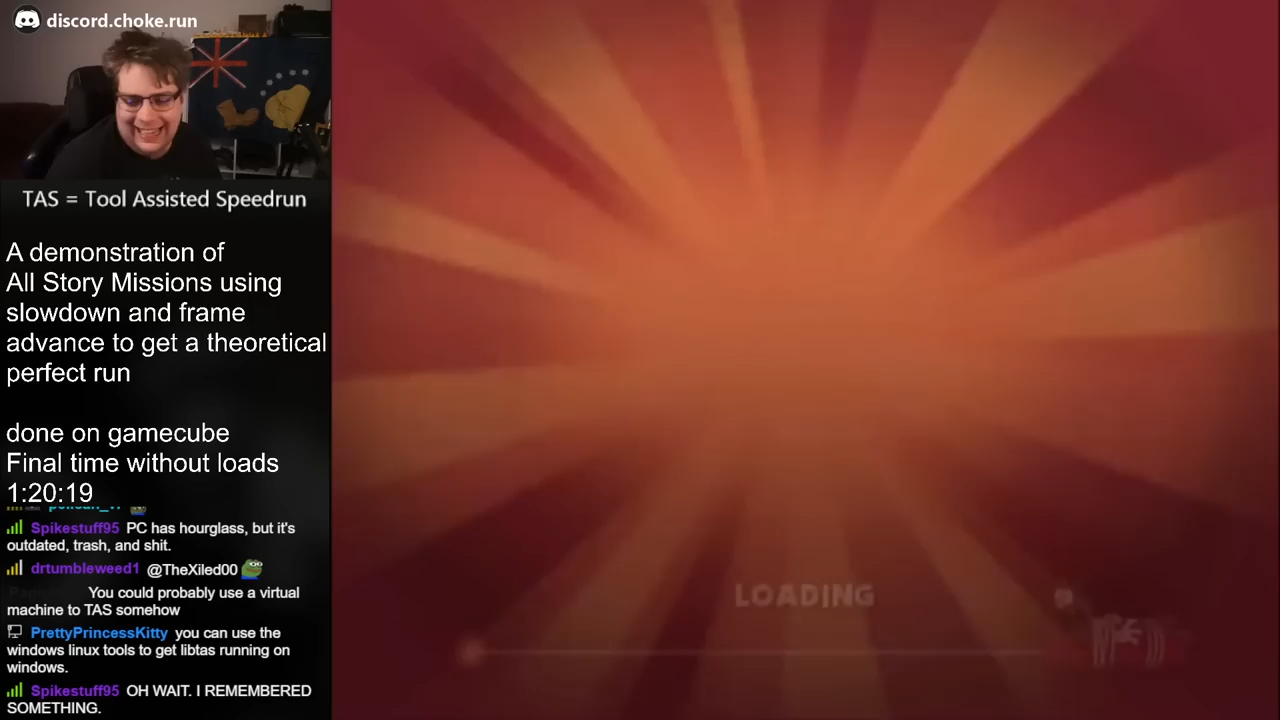 discord.choke.run
TAS = Tool Assisted Speedrun
A demonstration of
All Story Missions using
slowdown and frame
advance to get a theoretical
perfect run
done on gamecube
Final time without loads
1:20:19
Spikestuff95 PC has hourglass, but it's
outdated, trash, and shit.
drtumbleweed1 @TheXiled00
You could probably use a virtual
machine to TAS somehow
PrettyPrincessKitty you can use the
windows linux tools to get libtas running on
windows.
Spikestuff95 OH WAIT. I REMEMBERED
SOMETHING.
LOADING